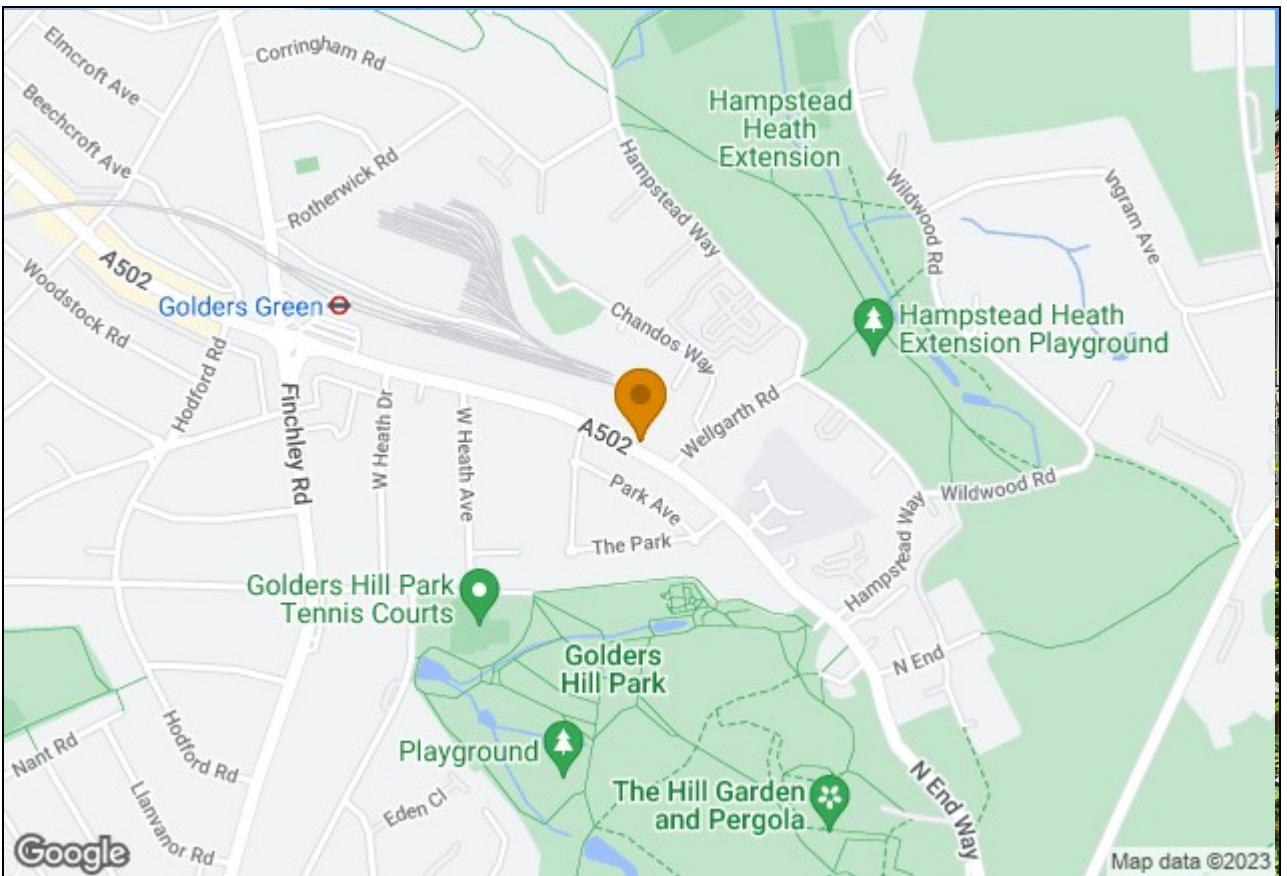 Elmcroft Ave
Corringham Rd
Beechcroft Ave
Hampstead
Heath
Extension
Hampstead Way
Rotherwick Rd
Wildwood Rd
Ingram Ave
A502
Woodstock Rd
Golders Green
Chandos Way
Hampstead Heath
Extension Playground
Hodford Rd
Finchley Rd
W Heath Dr
W Heath Ave
A502
Wellgarth Rd
Park Ave
Wildwood Rd
The Park
Hampstead Way
Golders Hill Park
Tennis Courts
Golders
Hill Park
N End
Hodford Rd
Nant Rd
Playground
Llanvanor Rd
Eden Cl
The Hill Garden
and Pergola
N End Way
Google
Map data ©2023